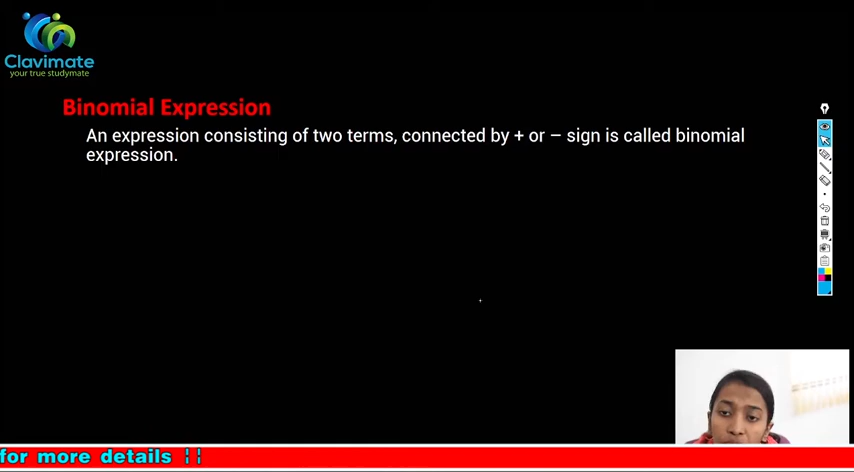 Clavimate
your true studymate
Binomial Expression
An expression consisting of two terms, connected by + or – sign is called binomial
expression.
for more details ||